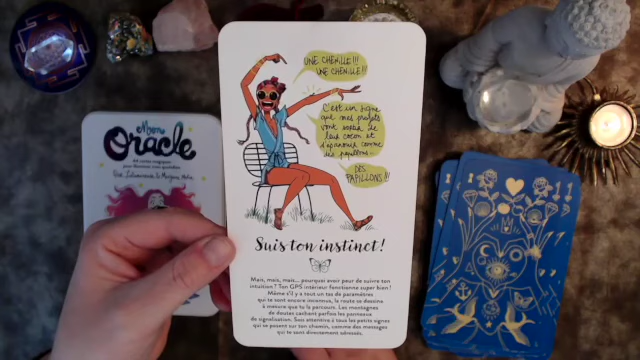 Mème
Oracle
UNE CHENILLE!!!
UNE CHENILLE!!!
C'est un signe
que mes projets
vont sortir de
leur cocon et
s'épanouir comme
des papillons.
DES
PAPILLONS!!!
Suis ton instinct!
Mais, mais, mais... pourquoi avoir peur de suivre ton
intuition? Ton GPS intérieur fonctionne super bien!
Même s'il y a tout un tas de paramètres
qui te sont encore inconnus, la route se dessine
à mesure que tu la parcours. Les montagnes
de doutes cachent parfois les panneaux
de signalisation. Sois attentive à tous les petits signes
qui se posent sur ton chemin, comme des messages
qui te sont directement adressés.
11